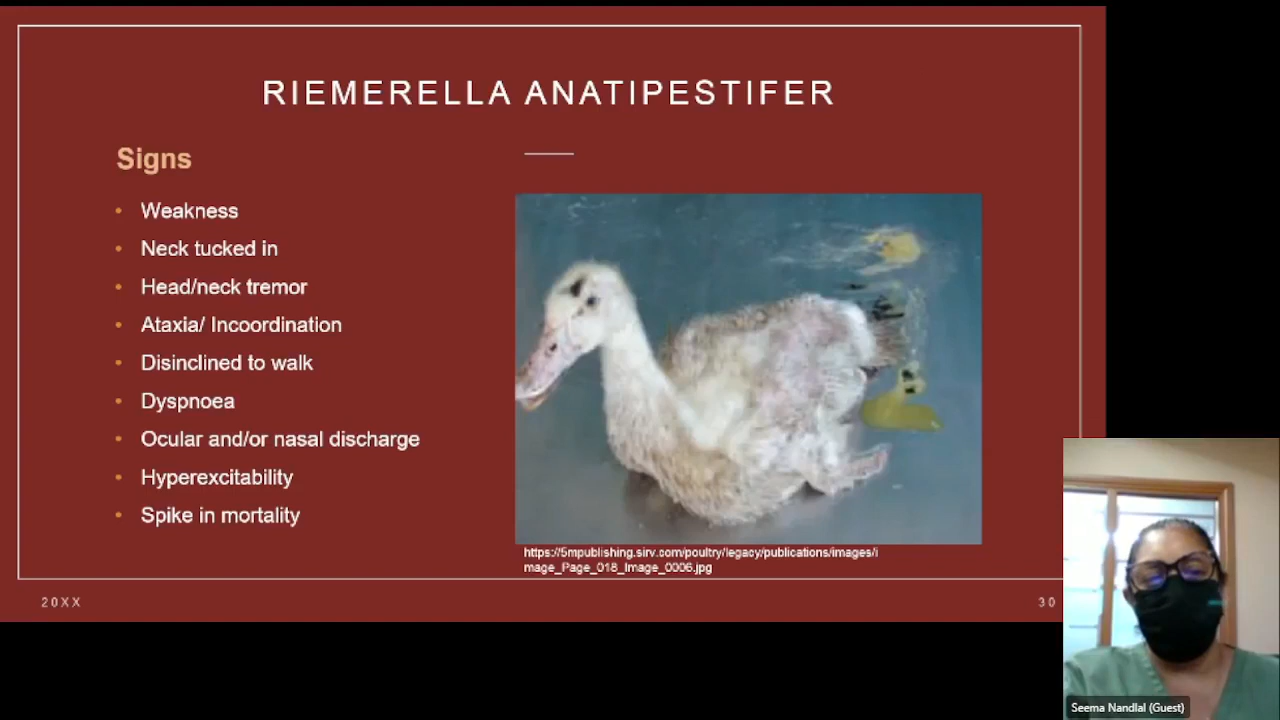 RIEMERELLA ANATIPESTIFER
Signs
• Weakness
• Neck tucked in
• Head/neck tremor
• Ataxia/ Incoordination
• Disinclined to walk
• Dyspnoea
• Ocular and/or nasal discharge
• Hyperexcitability
• Spike in mortality
https://5mpublishing.sirv.com/poultry/legacy/publications/images/i
mage_Page_018_Image_0006.jpg
20XX
30
Seema Nandlal (Guest)